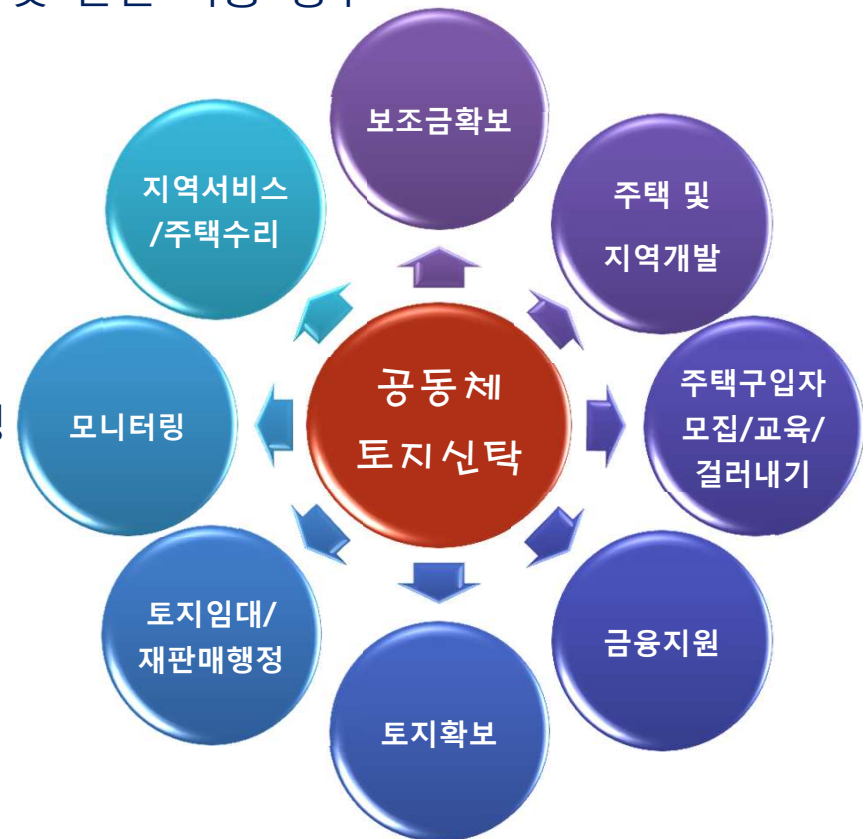 보조금확보
주택 및
지역개발
주택구입자
모집/교육/
걸러내기
금융지원
토지확보
토지임대/
재판매행정
모니터링
지역서비스
/주택수리
공동체
토지신탁